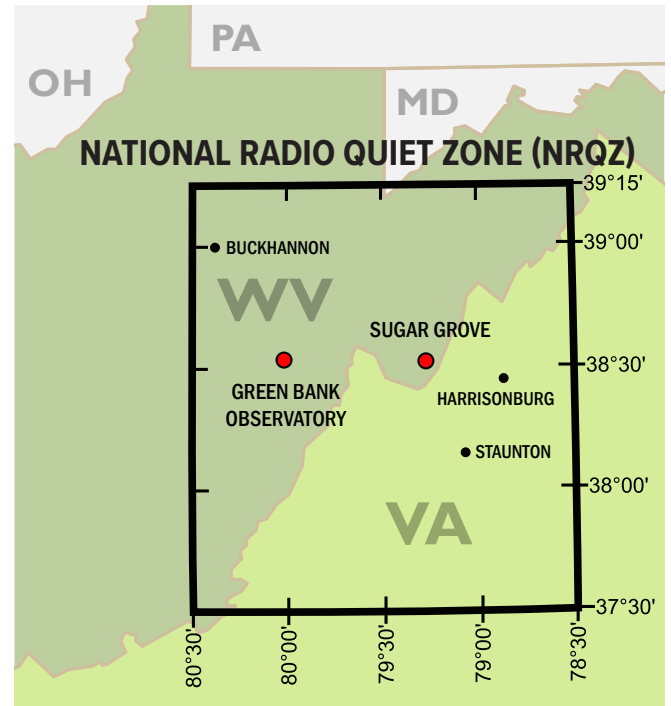 PA
OH
MD
NATIONAL RADIO QUIET ZONE (NRQZ)
39°15'
39°00'
BUCKHANNON
WV
SUGAR GROVE
38°30'
GREEN BANK
OBSERVATORY
HARRISONBURG
STAUNTON
38°00'
VA
37°30'
80°30'
80°00'
79°30'
79°00'
78°30'